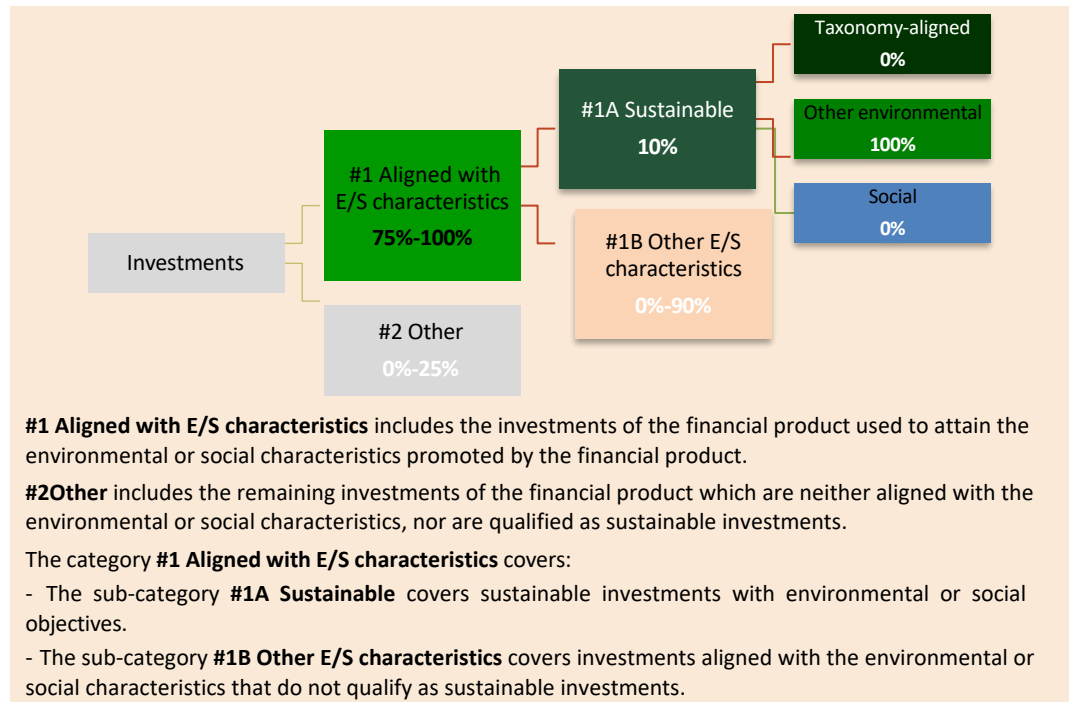 Taxonomy-aligned
0%
#1A Sustainable
10%
Other environmental
100%
#1 Aligned with
E/S characteristics
75%-100%
Social
0%
#1B Other E/S
characteristics
0%-90%
Investments
#2 Other
0%-25%
#1 Aligned with E/S characteristics includes the investments of the financial product used to attain the
environmental or social characteristics promoted by the financial product.
#2Other includes the remaining investments of the financial product which are neither aligned with the
environmental or social characteristics, nor are qualified as sustainable investments.
The category #1 Aligned with E/S characteristics covers:
- The sub-category #1A Sustainable covers sustainable investments with environmental or social
objectives.
- The sub-category #1B Other E/S characteristics covers investments aligned with the environmental or
social characteristics that do not qualify as sustainable investments.